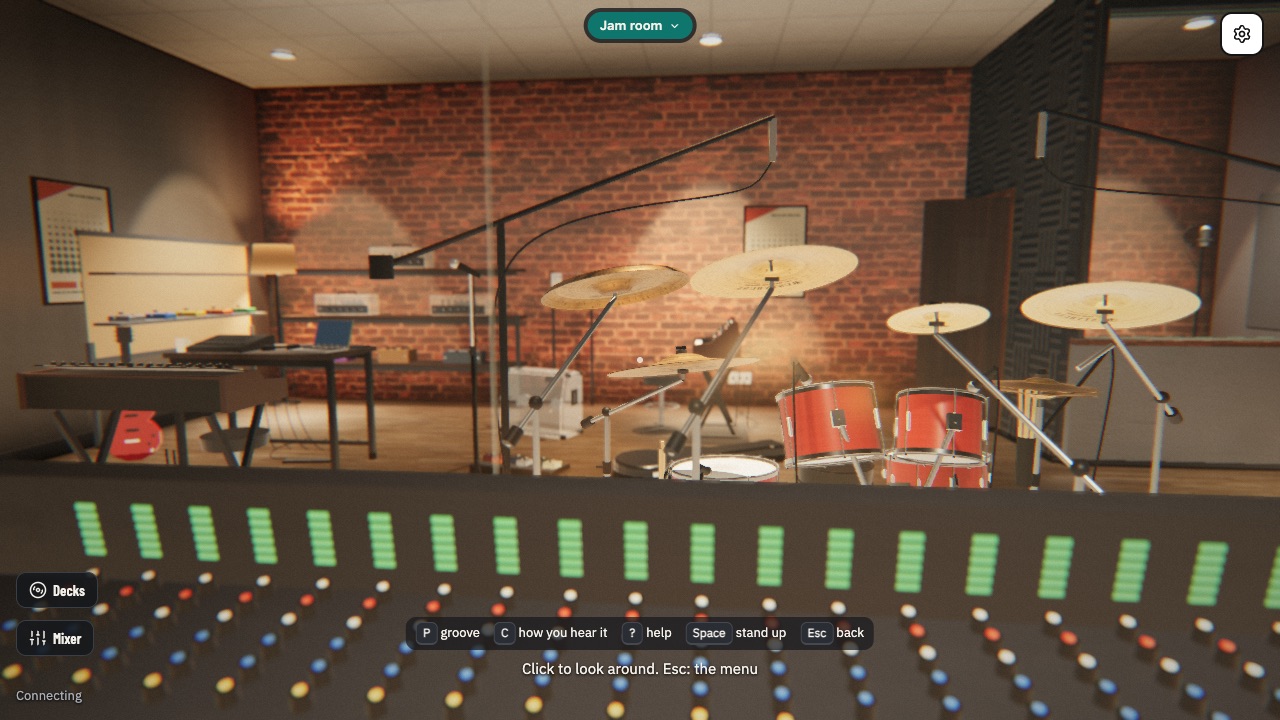 Jam room
Decks
Mixer
P groove C how you hear it ? help Space stand up Esc back
Click to look around. Esc: the menu
Connecting